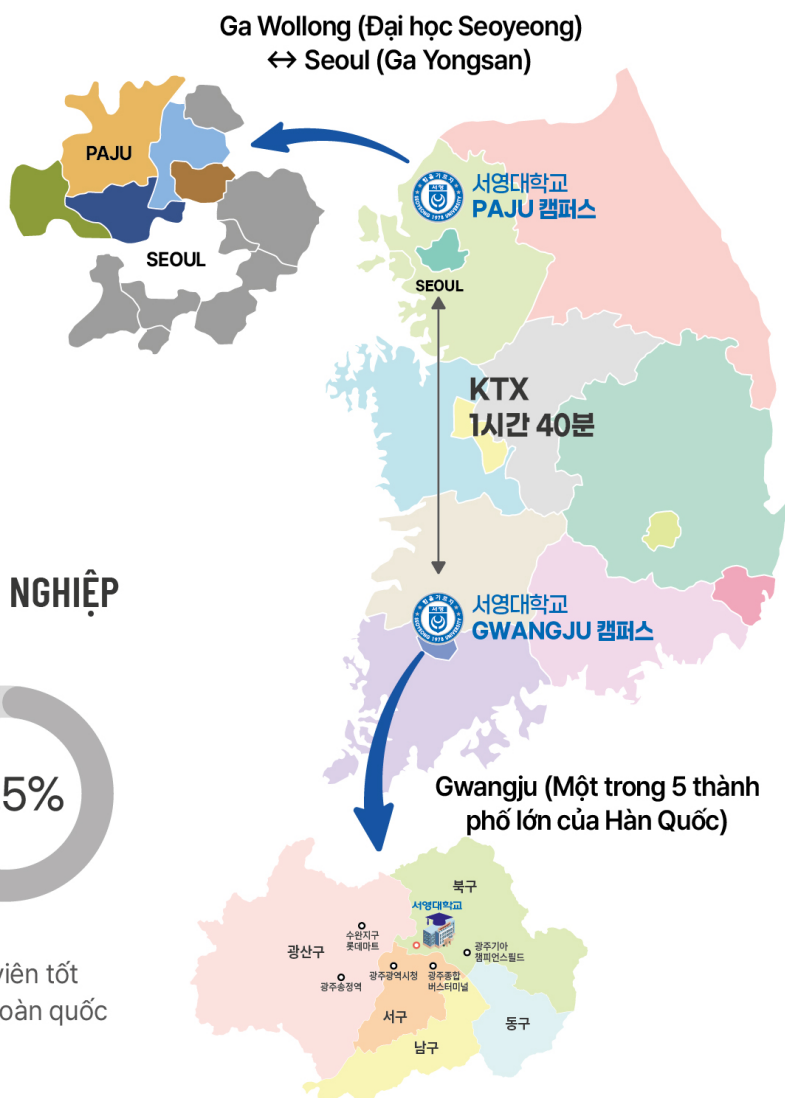 Ga Wollong (Đại học Seoyeong)
↔ Seoul (Ga Yongsan)
PAJU
SEOUL
서영대학교
PAJU 캠퍼스
SEOUL
KTX
1시간 40분
NGHIỆP
서영대학교
GWANGJU 캠퍼스
5%
Gwangju (Một trong 5 thành
phố lớn của Hàn Quốc)
viên tốt
oàn quốc
북구
서영대학교
수완지구
롯데마트
광산구
광주기아
챔피언스필드
광주송정역
광주광역시청
광주종합
버스터미널
서구
동구
남구